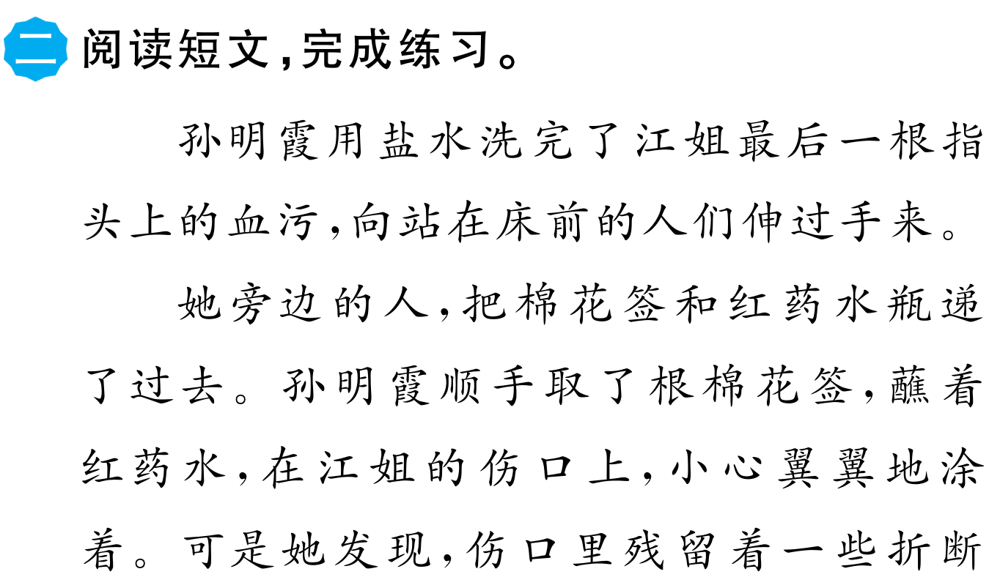 二 阅读短文,完成练习。
孙明霞用盐水洗完了江姐最后一根指
头上的血污,向站在床前的人们伸过手来。
她旁边的人,把棉花签和红药水瓶递
了过去。孙明霞顺手取了根棉花签,蘸着
红药水,在江姐的伤口上,小心翼翼地涂
着。可是她发现,伤口里残留着一些折断